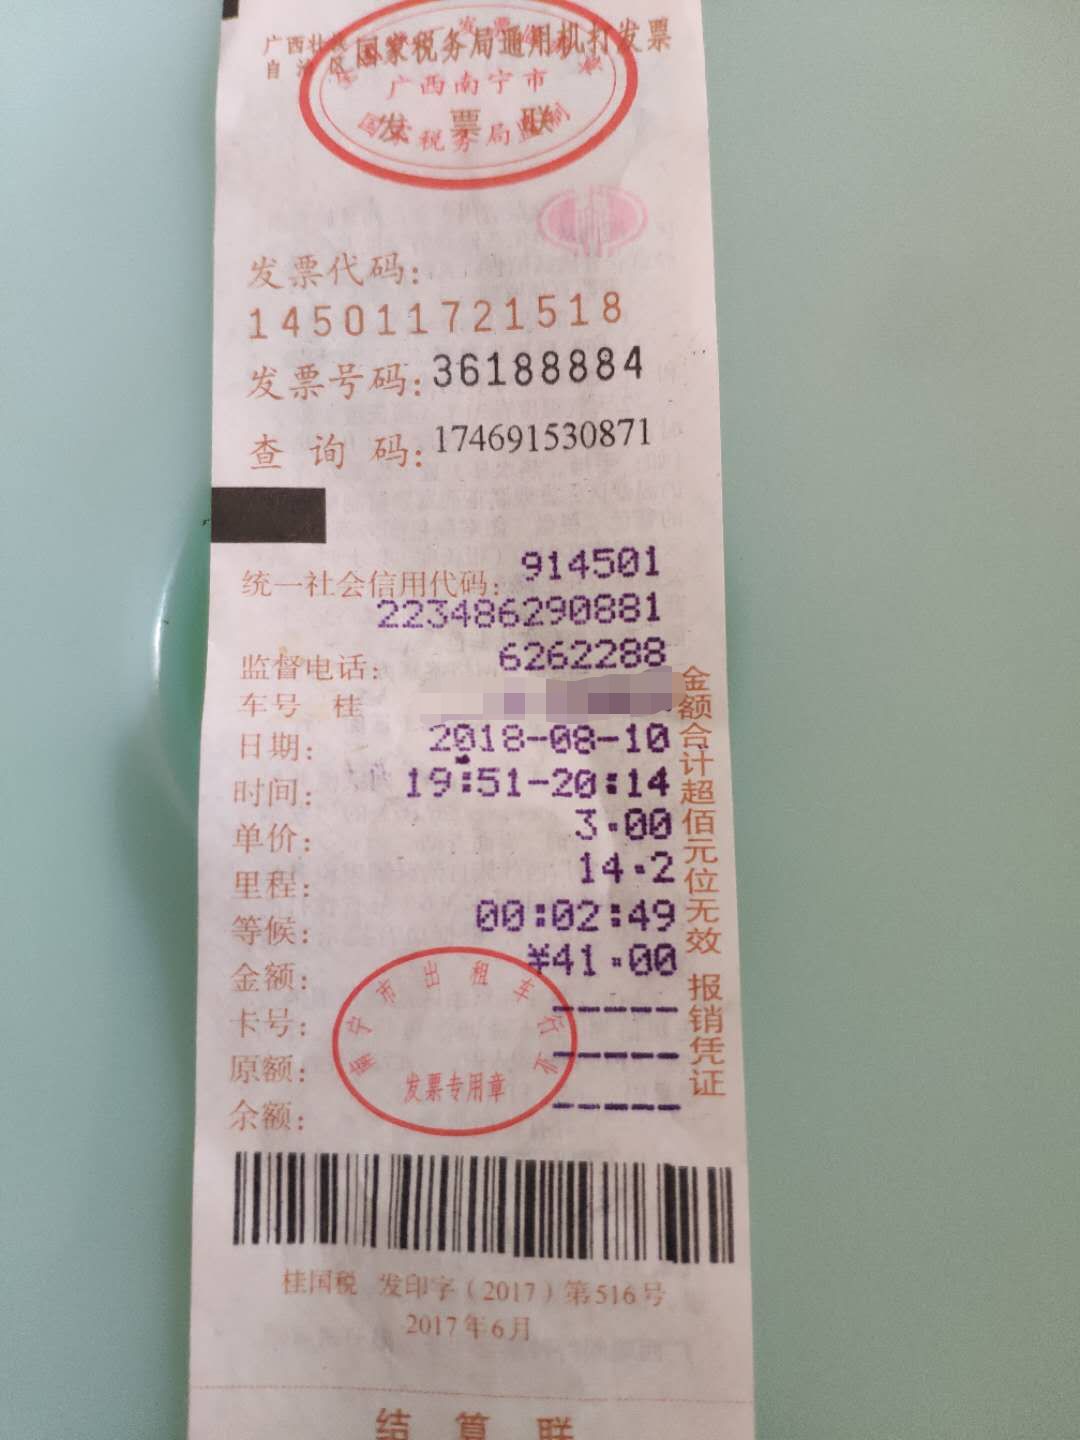 广西壮族
自治区 国家税务局通用机打发票
广西南宁市
发票联
国家税务局监制
发票代码:
145011721518
发票号码:36188884
查询码:174691530871
统一社会信用代码:914501
223486290881
监督电话:6262288
车号 桂
日期:2018-08-10
时间:19:51-20:14
单价:3.00
里程:14.2
等候:00:02:49
金额:¥41.00
卡号:-----
原额:-----
余额:-----
金额合计超佰元位无效 报销凭证
南宁市出租车行业
发票专用章
桂国税 发印字(2017)第516号
2017年6月
结算联